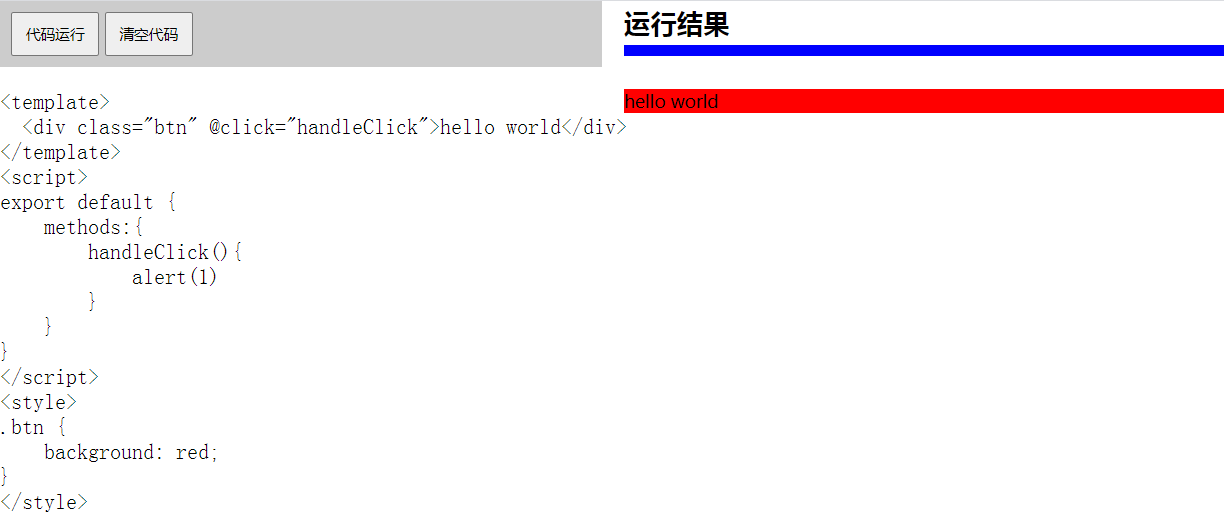 代码运行 清空代码
运行结果
hello world
<template>
  <div class="btn" @click="handleClick">hello world</div>
</template>
<script>
export default {
    methods:{
        handleClick(){
            alert(1)
        }
    }
}
</script>
<style>
.btn {
    background: red;
}
</style>